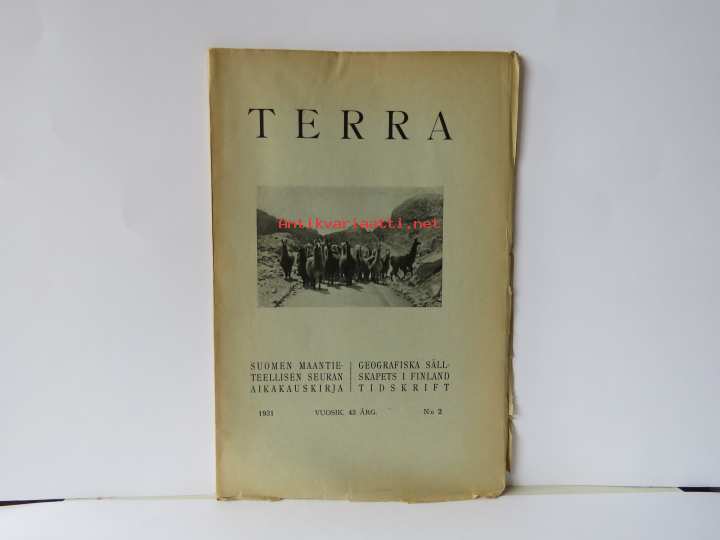 TERRA
Antikvariaatti.net
SUOMEN MAANTIE-
TEELLISEN SEURAN
AIKAKAUSKIRJA
GEOGRAFISKA SÄLL-
SKAPETS I FINLAND
TIDSKRIFT
1931 VUOSIK. 43 ÅRG. N:o 2